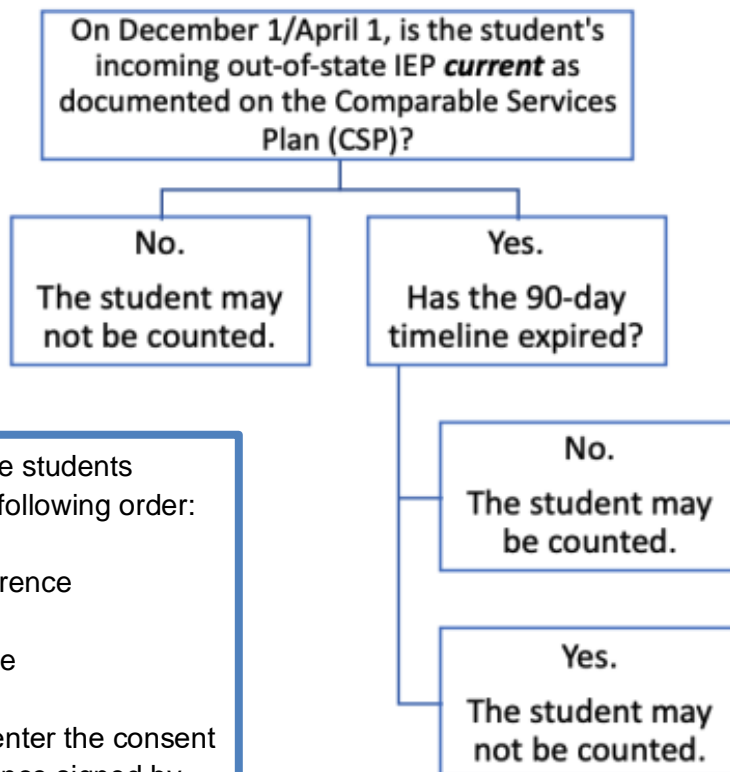 On December 1/April 1, is the student's
incoming out-of-state IEP current as
documented on the Comparable Services
Plan (CSP)?
No.
The student may
not be counted.
Yes.
Has the 90-day
timeline expired?
No.
The student may
be counted.
Yes.
The student may
not be counted.
e students
following order:
rence
e
enter the consent
signed by